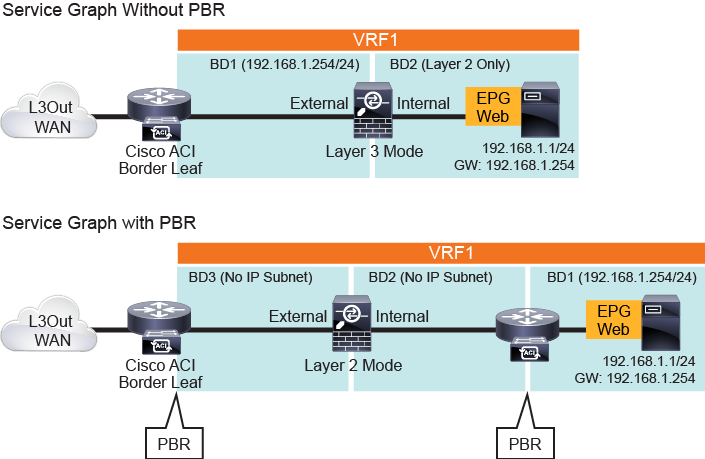 Service Graph Without PBR
VRF1
BD1 (192.168.1.254/24)
BD2 (Layer 2 Only)
L3Out
WAN
External
Internal
EPG
Web
ACI
Cisco ACI
Border Leaf
Layer 3 Mode
192.168.1.1/24
GW: 192.168.1.254
Service Graph with PBR
VRF1
BD3 (No IP Subnet)
BD2 (No IP Subnet)
BD1 (192.168.1.254/24)
L3Out
WAN
External
Internal
EPG
Web
ACI
ACI
Cisco ACI
Border Leaf
Layer 2 Mode
192.168.1.1/24
GW: 192.168.1.254
PBR
PBR